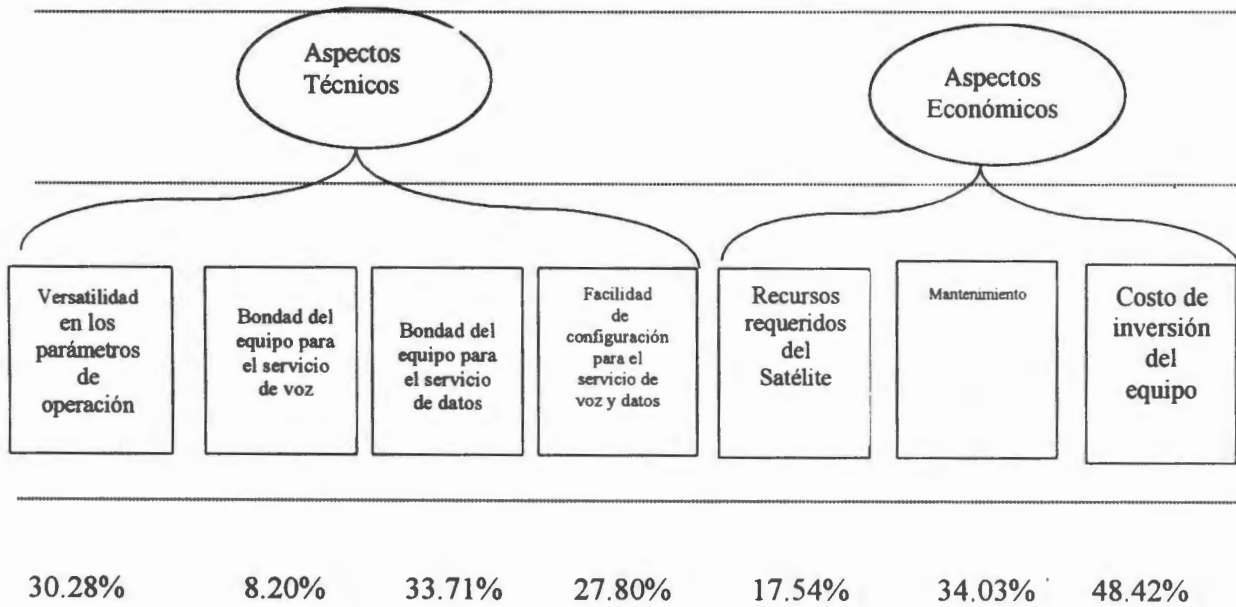 Aspectos
Técnicos
Aspectos
Económicos
Versatilidad
en los
parámetros
de
operación
Bondad del
equipo para
el servicio
de voz
Bondad del
equipo para
el servicio
de datos
Facilidad
de
configuración
para el
servicio de
voz y datos
Recursos
requeridos
del
Satélite
Mantenimiento
Costo de
inversión
del
equipo
30.28% 8.20% 33.71% 27.80% 17.54% 34.03% 48.42%